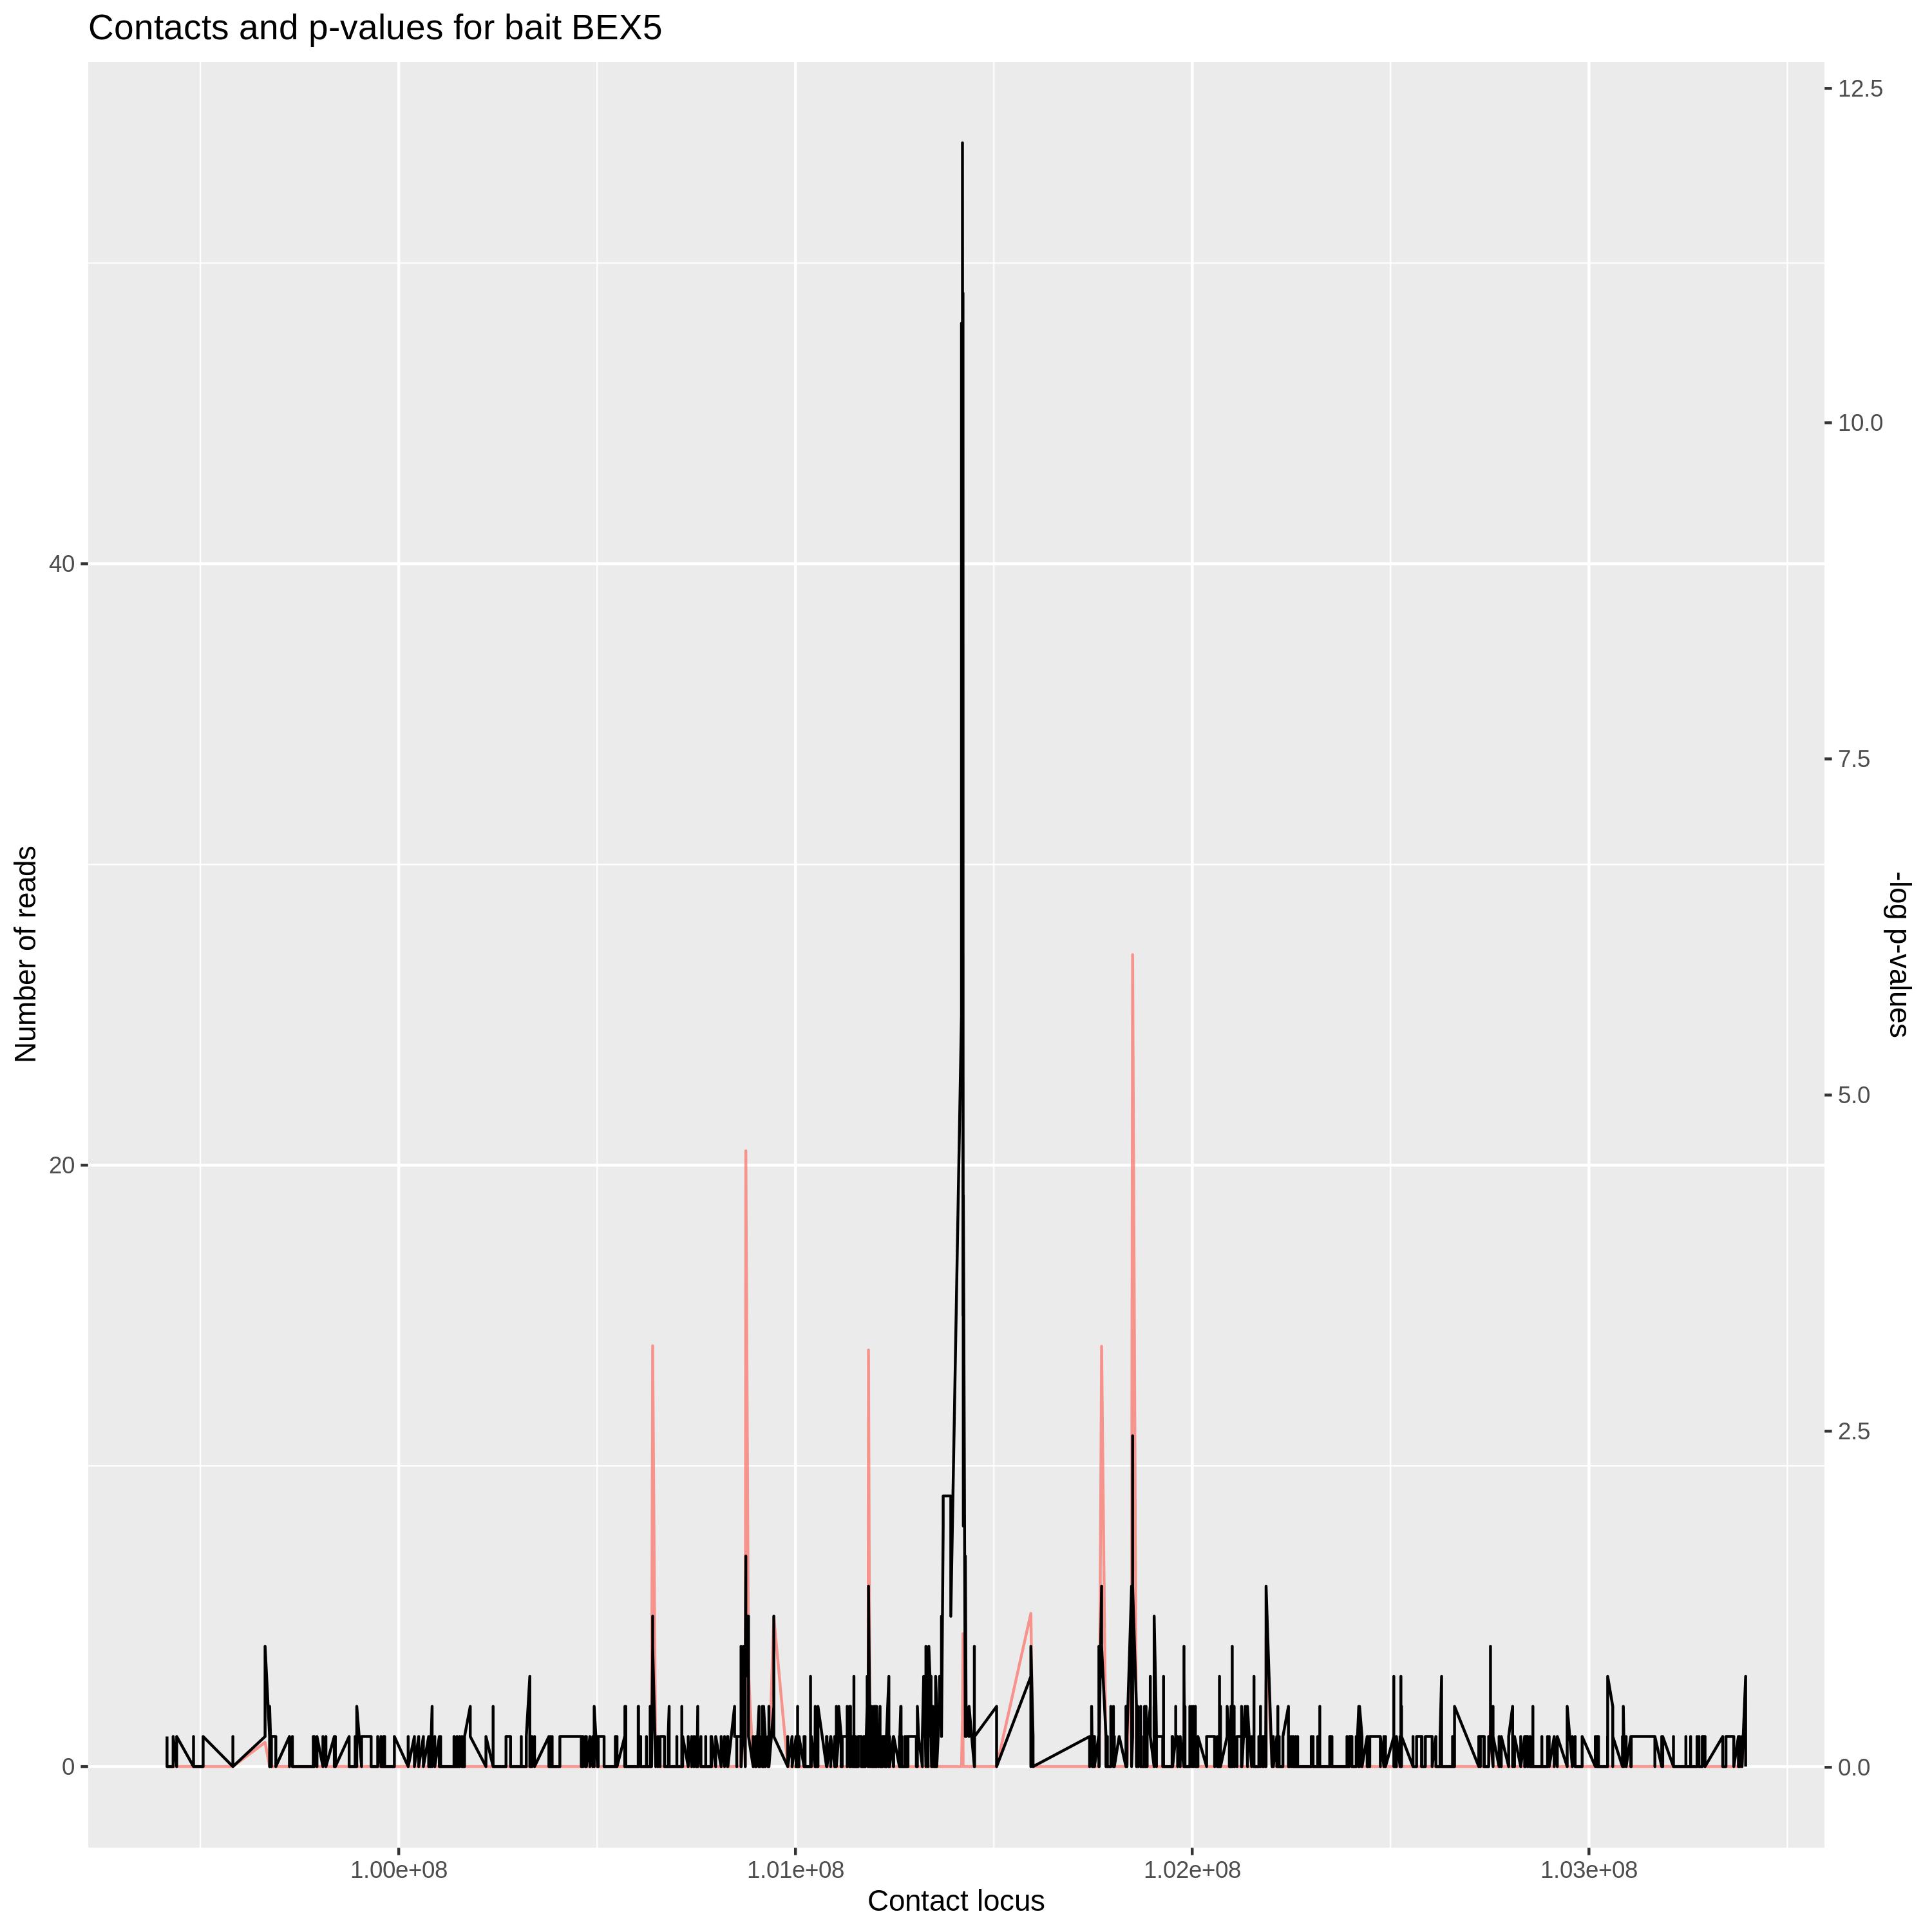 Contacts and p-values for bait BEX5
12.5
10.0
7.5
5.0
2.5
0.0
-log p-values
40
20
0
Number of reads
1.00e+08
1.01e+08
1.02e+08
1.03e+08
Contact locus